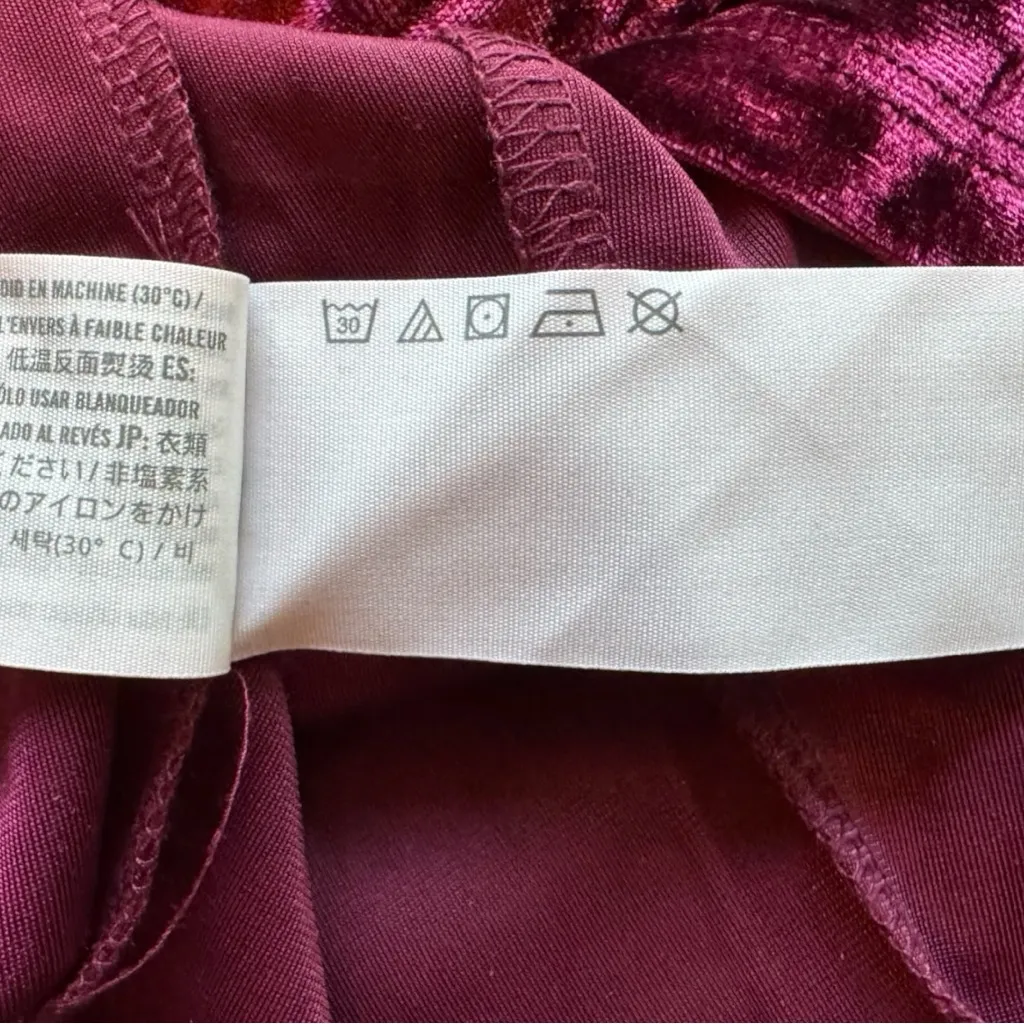 OID EN MACHINE (30°C) /
L'ENVERS À FAIBLE CHALEUR
低温反面熨烫 ES:
ÓLO USAR BLANQUEADOR
ADO AL REVÉS JP: 衣類
ください / 非塩素系
のアイロンをかけ
세탁(30° C) / 비
30